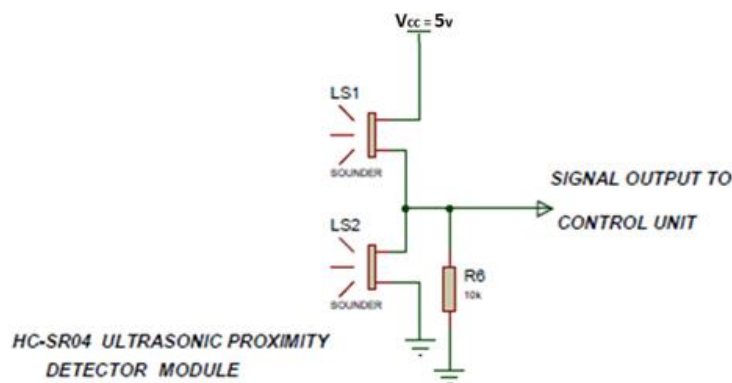 Vcc = 5v
LS1
SOUNDER
SIGNAL OUTPUT TO
CONTROL UNIT
LS2
SOUNDER
R6
10k
HC-SR04 ULTRASONIC PROXIMITY
DETECTOR MODULE